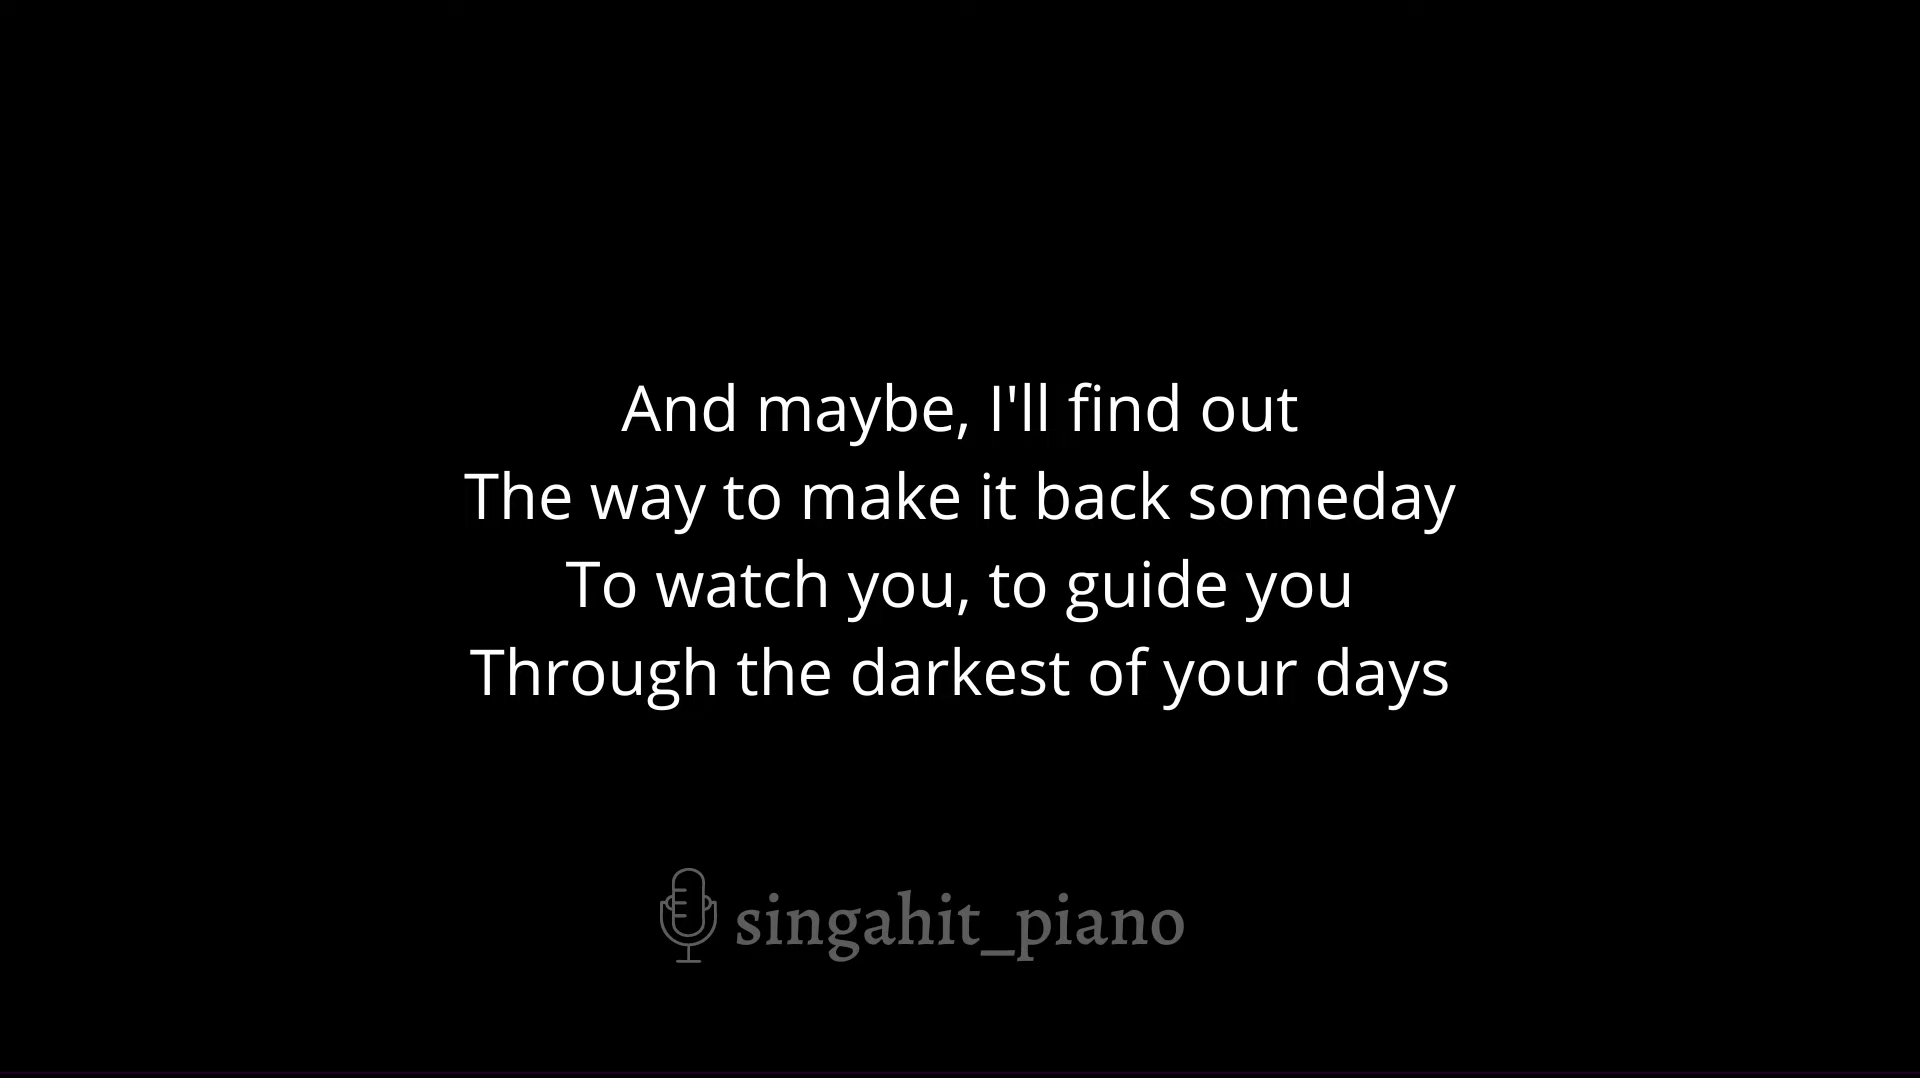 And maybe, I'll find out
The way to make it back someday
To watch you, to guide you
Through the darkest of your days
singahit_piano